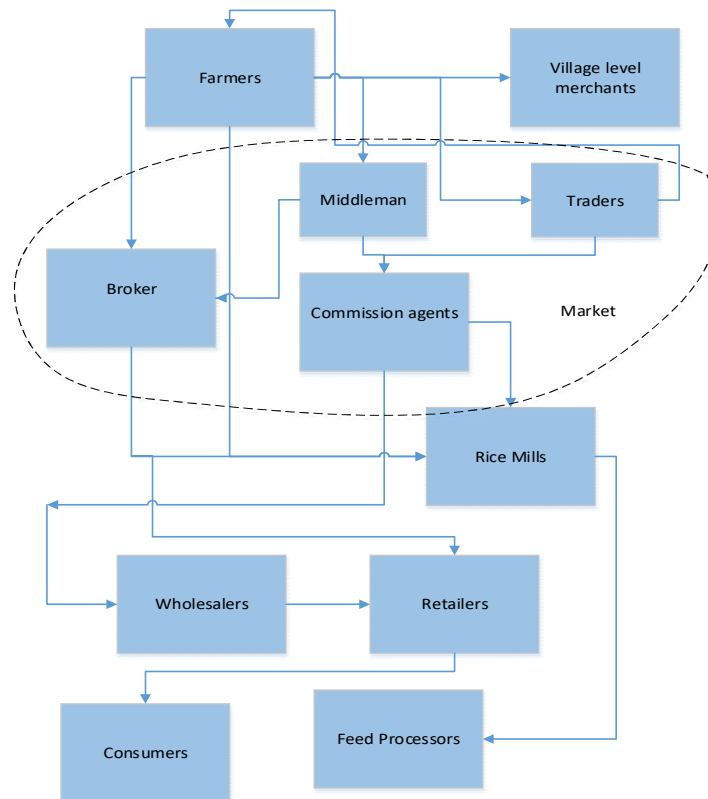 Farmers
Village level
merchants
Middleman
Traders
Broker
Commission agents
Market
Rice Mills
Wholesalers
Retailers
Consumers
Feed Processors